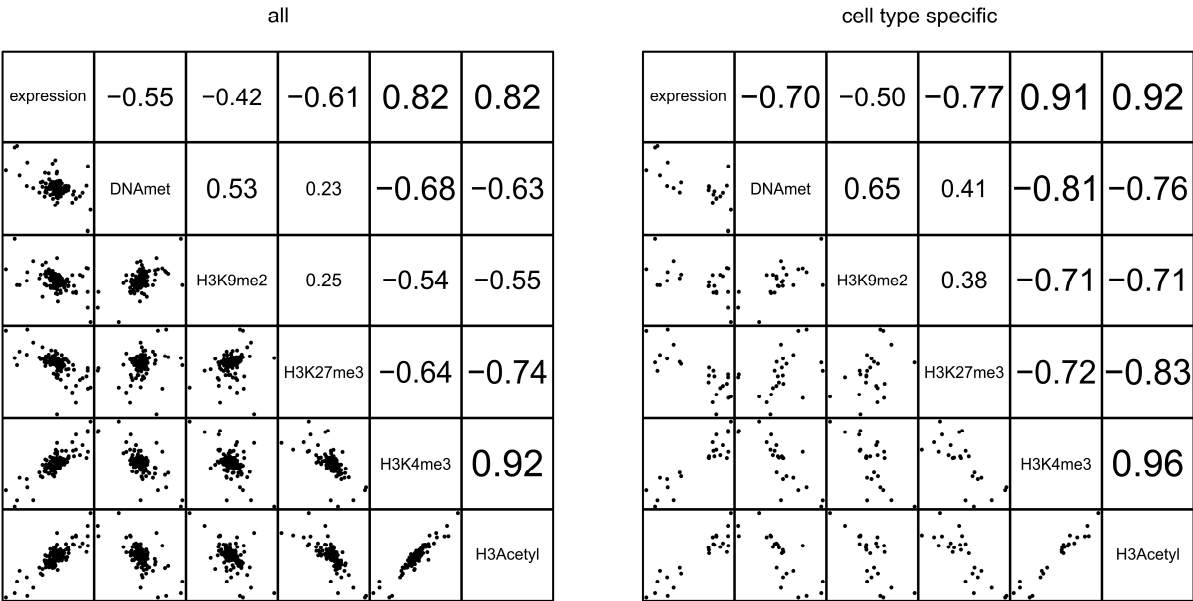 all
expression −0.55 −0.42 −0.61 0.82 0.82
DNAmet 0.53 0.23 −0.68 −0.63
H3K9me2 0.25 −0.54 −0.55
H3K27me3 −0.64 −0.74
H3K4me3 0.92
H3Acetyl
cell type specific
expression −0.70 −0.50 −0.77 0.91 0.92
DNAmet 0.65 0.41 −0.81 −0.76
H3K9me2 0.38 −0.71 −0.71
H3K27me3 −0.72 −0.83
H3K4me3 0.96
H3Acetyl